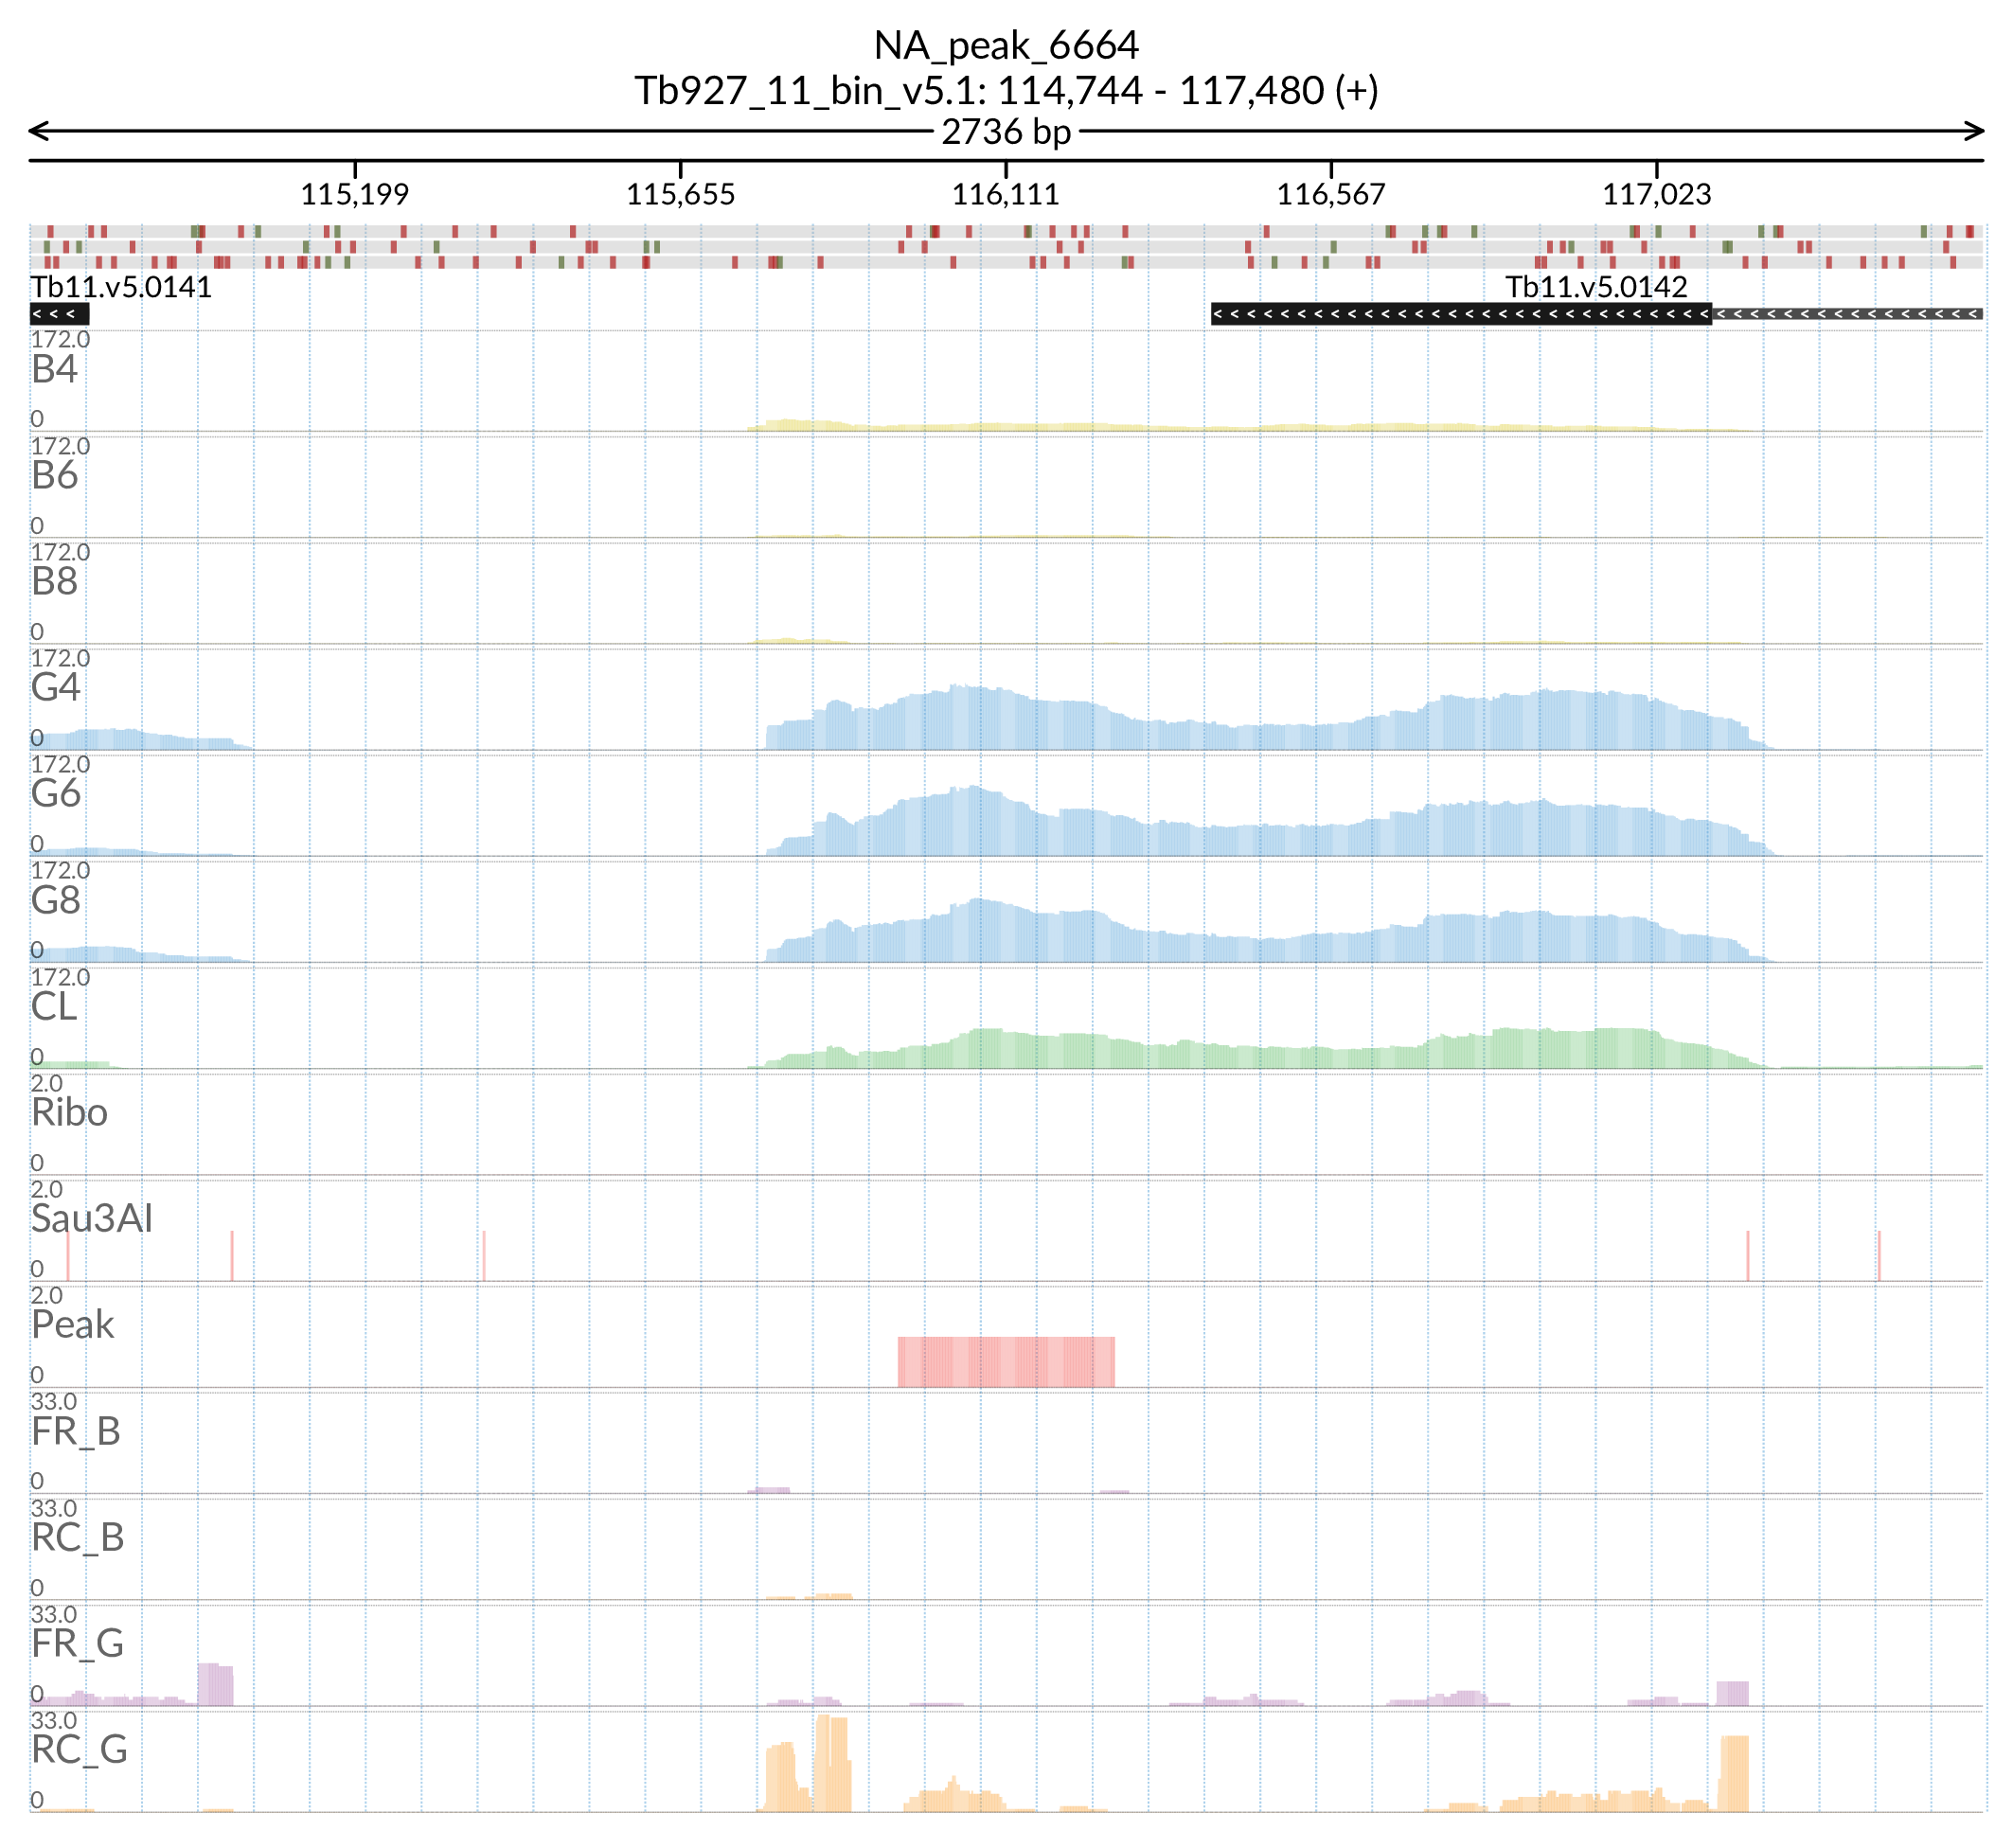 NA_peak_6664
Tb927_11_bin_v5.1: 114,744 - 117,480 (+)
2736 bp
115,199 115,655 116,111 116,567 117,023
Tb11.v5.0141 Tb11.v5.0142
172.0
B4
0
172.0
B6
0
172.0
B8
0
172.0
G4
0
172.0
G6
0
172.0
G8
0
172.0
CL
0
2.0
Ribo
0
2.0
Sau3AI
0
2.0
Peak
0
33.0
FR_B
0
33.0
RC_B
0
33.0
FR_G
0
33.0
RC_G
0